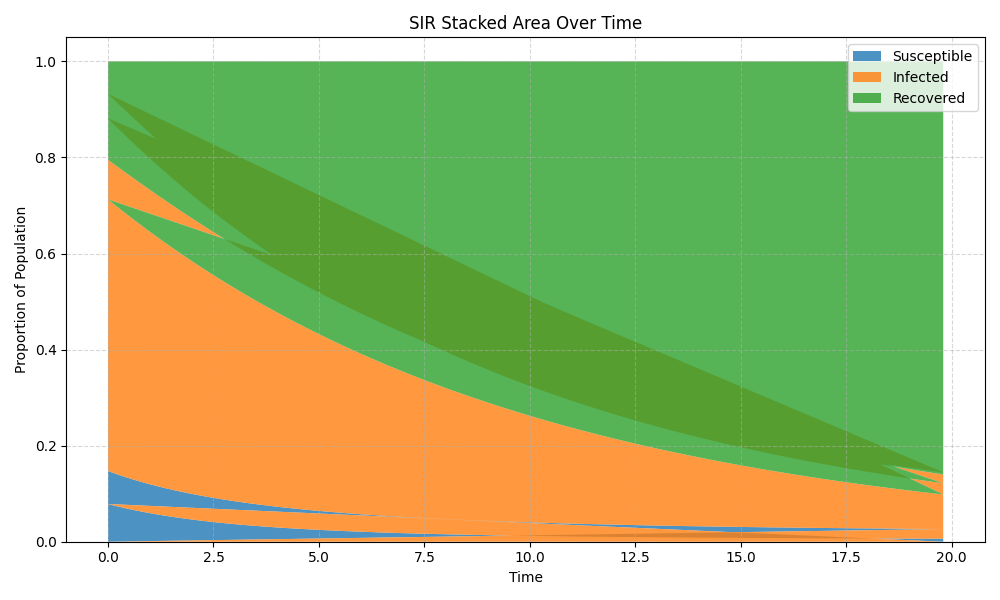 SIR Stacked Area Over Time
Susceptible
Infected
Recovered
Proportion of Population
1.0
0.8
0.6
0.4
0.2
0.0
0.0 2.5 5.0 7.5 10.0 12.5 15.0 17.5 20.0
Time